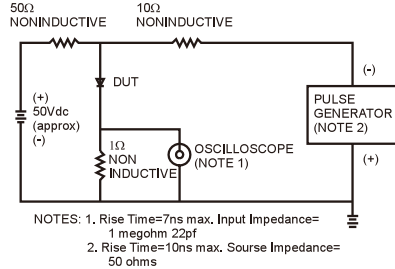 50Ω
NONINDUCTIVE
10Ω
NONINDUCTIVE
DUT
(+)
50Vdc
(approx)
(-)
1Ω
NON
INDUCTIVE
OSCILLOSCOPE
(NOTE 1)
(-)
PULSE
GENERATOR
(NOTE 2)
(+)
NOTES: 1. Rise Time=7ns max. Input Impedance=
1 megohm 22pf
2. Rise Time=10ns max. Sourse Impedance=
50 ohms